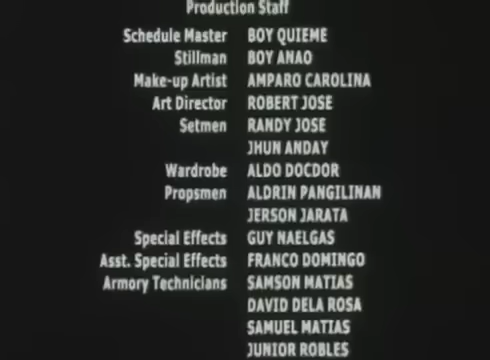 Production Staff
Schedule Master BOY QUIEME
Stillman BOY ANAO
Make-up Artist AMPARO CAROLINA
Art Director ROBERT JOSE
Setmen RANDY JOSE
JHUN ANDAY
Wardrobe ALDO DOCDOR
Propsmen ALDRIN PANGILINAN
JERSON JARATA
Special Effects GUY NAELGAS
Asst. Special Effects FRANCO DOMINGO
Armory Technicians SAMSON MATIAS
DAVID DELA ROSA
SAMUEL MATIAS
JUNIOR ROBLES